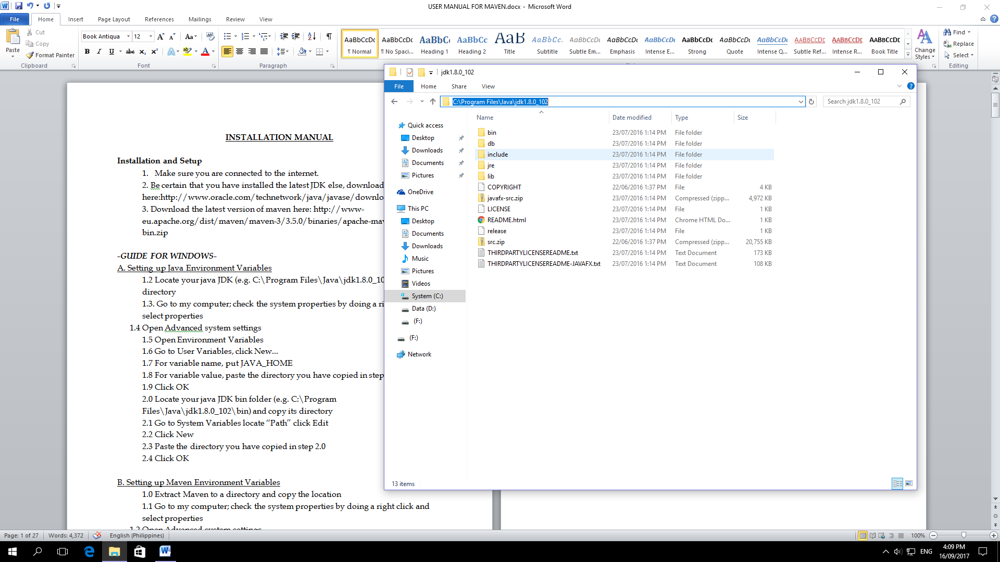 USER MANUAL FOR MAVEN.docx - Microsoft Word
File Home Insert Page Layout References Mailings Review View
Paste
Cut
Copy
Format Painter
Clipboard
Book Antiqua 12
Font
Paragraph
AaBbCcDc AaBbCcDc AaBbC AaBbCc AaB AaBbCc. AaBbCcDc AaBbCcDc AaBbCcDc AaBbCcDc AaBbCcDc AaBbCcDc AABBCCDD AABBCCDD AABBCCDD
¶ Normal ¶ No Spaci... Heading 1 Heading 2 Title Subtitle Subtle Em... Emphasis Intense E... Strong Quote Intense Q... Subtle Ref... Intense R... Book Title
Change Styles
Find
Replace
Select
Editing
INSTALLATION MANUAL
Installation and Setup
1. Make sure you are connected to the internet.
2. Be certain that you have installed the latest JDK else, download
here:http://www.oracle.com/technetwork/java/javase/downlo
3. Download the latest version of maven here: http://www-
eu.apache.org/dist/maven/maven-3/3.5.0/binaries/apache-mav
bin.zip
-GUIDE FOR WINDOWS-
A. Setting up Java Environment Variables
1.2 Locate your java JDK (e.g. C:\Program Files\Java\jdk1.8.0_10
directory
1.3. Go to my computer; check the system properties by doing a ri
select properties
1.4 Open Advanced system settings
1.5 Open Environment Variables
1.6 Go to User Variables, click New...
1.7 For variable name, put JAVA_HOME
1.8 For variable value, paste the directory you have copied in step
1.9 Click OK
2.0 Locate your java JDK bin folder (e.g. C:\Program
Files\Java\jdk1.8.0_102\bin) and copy its directory
2.1 Go to System Variables locate “Path” click Edit
2.2 Click New
2.3 Paste the directory you have copied in step 2.0
2.4 Click OK
B. Setting up Maven Environment Variables
1.0 Extract Maven to a directory and copy the location
1.1 Go to my computer; check the system properties by doing a right click and
select properties
1.2 Open Advanced system settings
jdk1.8.0_102
File Home Share View
C:\Program Files\Java\jdk1.8.0_102
Search jdk1.8.0_102
Quick access
Desktop
Downloads
Documents
Pictures
OneDrive
This PC
Desktop
Documents
Downloads
Music
Pictures
Videos
System (C:)
Data (D:)
(F:)
(F:)
Network
Name Date modified Type Size
bin 23/07/2016 1:14 PM File folder
db 23/07/2016 1:14 PM File folder
include 23/07/2016 1:14 PM File folder
jre 23/07/2016 1:14 PM File folder
lib 23/07/2016 1:14 PM File folder
COPYRIGHT 22/06/2016 1:37 PM File 4 KB
javafx-src.zip 23/07/2016 1:14 PM Compressed (zipp... 4,972 KB
LICENSE 23/07/2016 1:14 PM File 1 KB
README.html 23/07/2016 1:14 PM Chrome HTML Do... 1 KB
release 23/07/2016 1:14 PM File 1 KB
src.zip 22/06/2016 1:37 PM Compressed (zipp... 20,755 KB
THIRDPARTYLICENSEREADME.txt 23/07/2016 1:14 PM Text Document 173 KB
THIRDPARTYLICENSEREADME-JAVAFX.txt 23/07/2016 1:14 PM Text Document 108 KB
13 items
Page: 1 of 27 Words: 4,372 English (Philippines) 100%
ENG
4:09 PM
16/09/2017